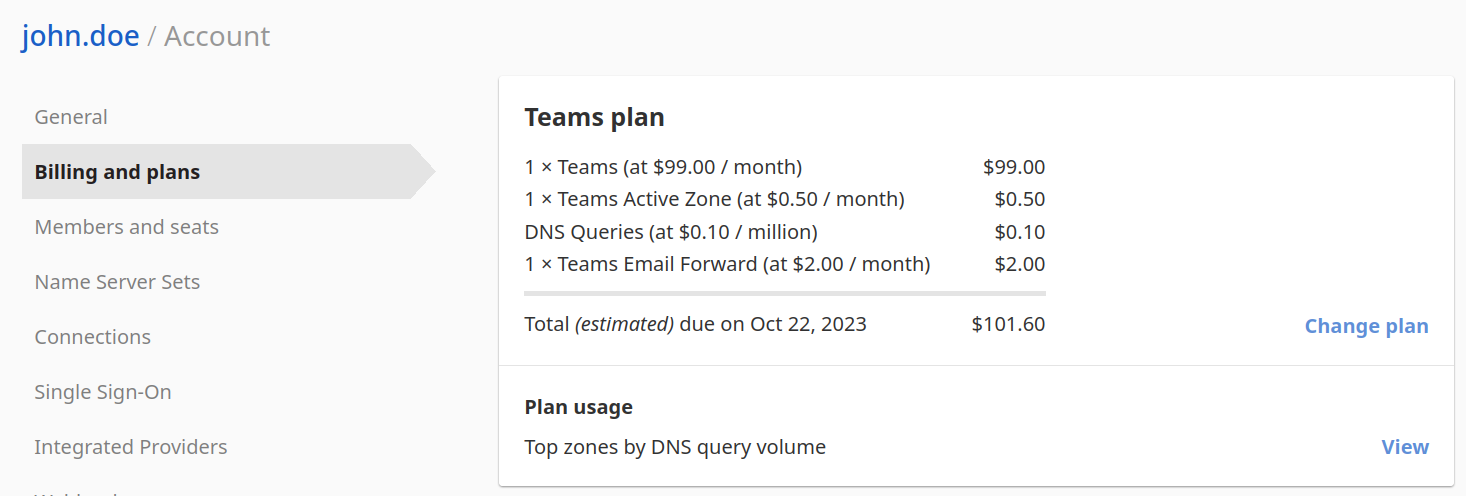 john.doe / Account
General
Billing and plans
Members and seats
Name Server Sets
Connections
Single Sign-On
Integrated Providers
Teams plan
1 × Teams (at $99.00 / month) $99.00
1 × Teams Active Zone (at $0.50 / month) $0.50
DNS Queries (at $0.10 / million) $0.10
1 × Teams Email Forward (at $2.00 / month) $2.00
Total (estimated) due on Oct 22, 2023 $101.60
Change plan
Plan usage
Top zones by DNS query volume View